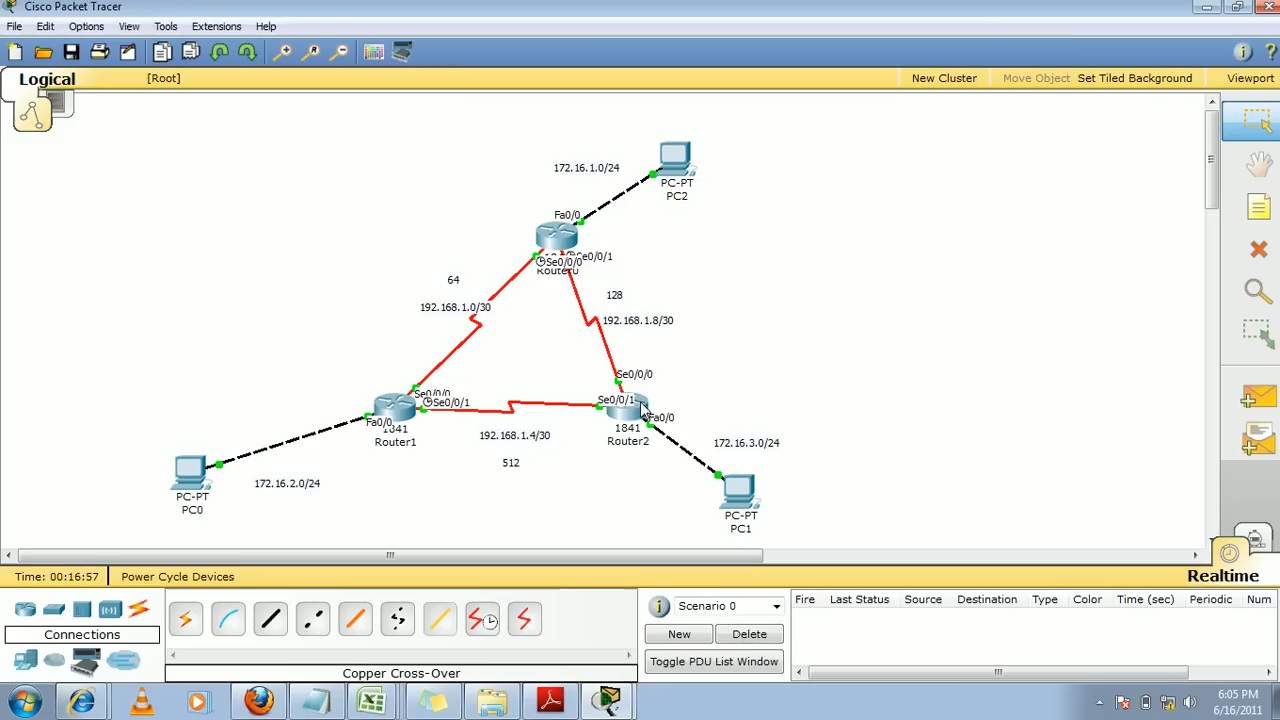 Cisco Packet Tracer
File Edit Options View Tools Extensions Help
Logical
[Root]
New Cluster
Move Object
Set Tiled Background
Viewport
172.16.1.0/24
PC-PT
PC2
Fa0/0
Se0/0/1
Se0/0/0
Router0
64
128
192.168.1.0/30
192.168.1.8/30
Se0/0/0
Se0/0/0
Se0/0/1
Se0/0/1
Fa0/0
Fa0/0
1841
Router1
1841
Router2
192.168.1.4/30
172.16.3.0/24
512
172.16.2.0/24
PC-PT
PC0
PC-PT
PC1
Time: 00:16:57
Power Cycle Devices
Realtime
Connections
Copper Cross-Over
Scenario 0
New
Delete
Toggle PDU List Window
Fire Last Status Source Destination Type Color Time (sec) Periodic Num
6:05 PM
6/16/2011